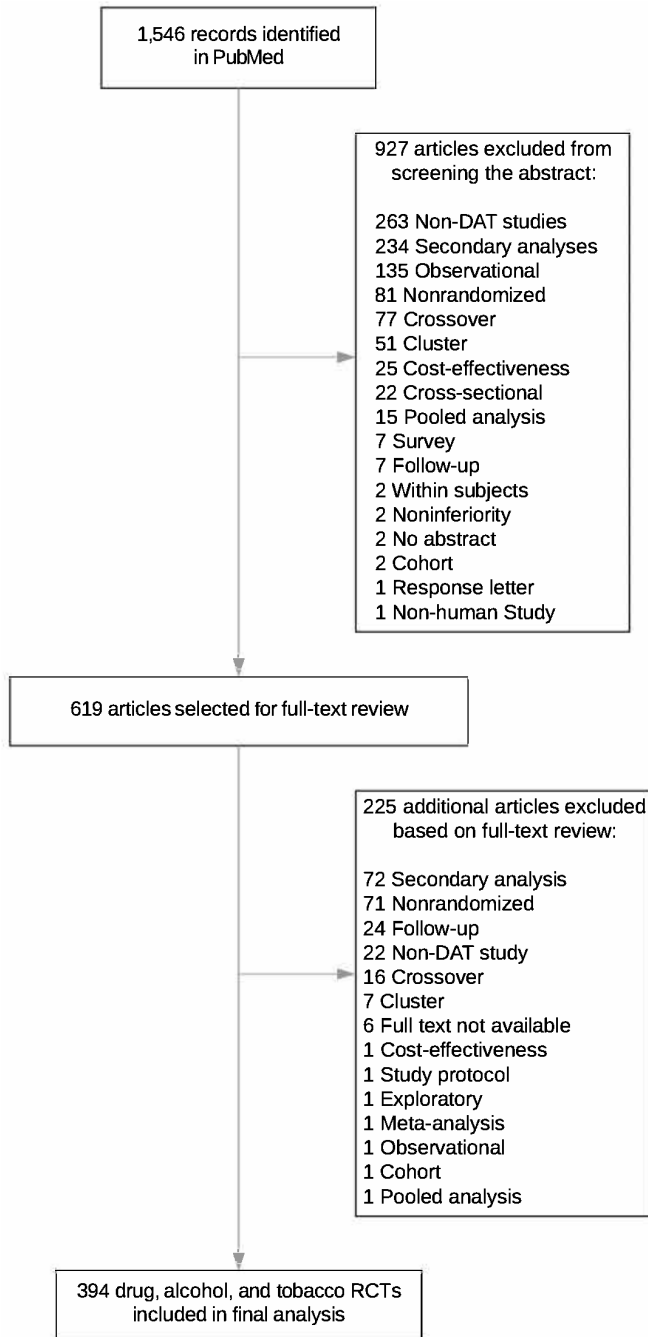 1,546 records identified
in PubMed
927 articles excluded from
screening the abstract:
263 Non-DAT studies
234 Secondary analyses
135 Observational
81 Nonrandomized
77 Crossover
51 Cluster
25 Cost-effectiveness
22 Cross-sectional
15 Pooled analysis
7 Survey
7 Follow-up
2 Within subjects
2 Noninferiority
2 No abstract
2 Cohort
1 Response letter
1 Non-human Study
619 articles selected for full-text review
225 additional articles excluded
based on full-text review:
72 Secondary analysis
71 Nonrandomized
24 Follow-up
22 Non-DAT study
16 Crossover
7 Cluster
6 Full text not available
1 Cost-effectiveness
1 Study protocol
1 Exploratory
1 Meta-analysis
1 Observational
1 Cohort
1 Pooled analysis
394 drug, alcohol, and tobacco RCTs
included in final analysis